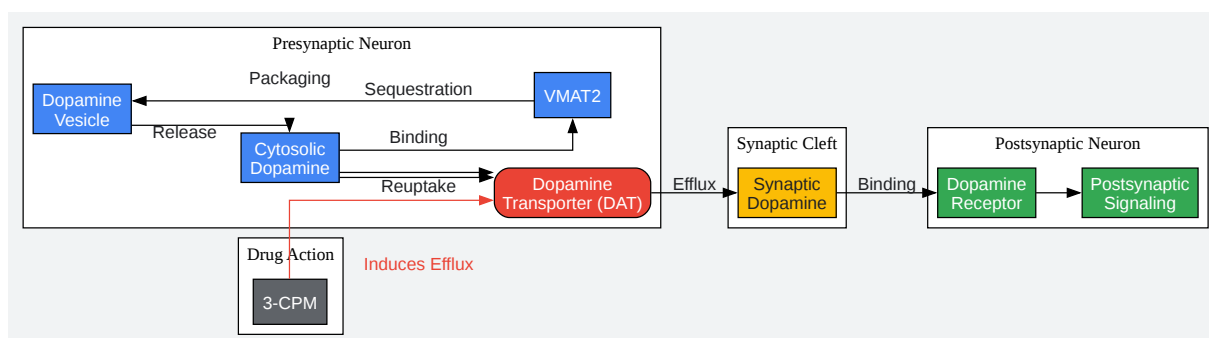 Presynaptic Neuron
Packaging
Sequestration
VMAT2
Dopamine
Vesicle
Release
Cytosolic
Dopamine
Binding
Reuptake
Dopamine
Transporter (DAT)
Efflux
Synaptic Cleft
Synaptic
Dopamine
Binding
Postsynaptic Neuron
Dopamine
Receptor
Postsynaptic
Signaling
Drug Action
Induces Efflux
3-CPM